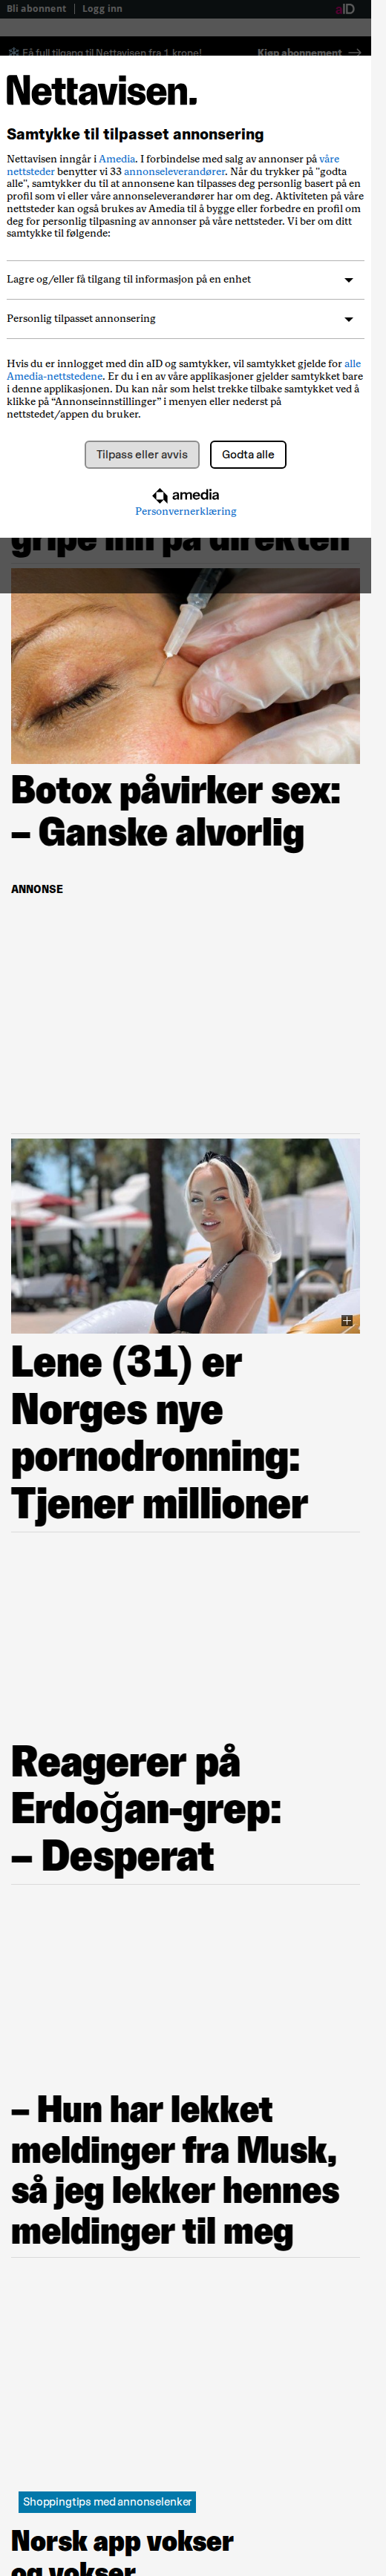 Bli abonnent
Logg inn
aID
Få full tilgang til Nettavisen fra 1 krone!
Kjøp abonnement
Nettavisen.
Samtykke til tilpasset annonsering
Nettavisen inngår i Amedia. I forbindelse med salg av annonser på våre
nettsteder benytter vi 33 annonseleverandører. Når du trykker på "godta
alle", samtykker du til at annonsene kan tilpasses deg personlig basert på en
profil som vi eller våre annonseleverandører har om deg. Aktiviteten på våre
nettsteder kan også brukes av Amedia til å bygge eller forbedre en profil om
deg for personlig tilpasning av annonser på våre nettsteder. Vi ber om ditt
samtykke til følgende:
Lagre og/eller få tilgang til informasjon på en enhet
Personlig tilpasset annonsering
Hvis du er innlogget med din aID og samtykker, vil samtykket gjelde for alle
Amedia-nettstedene. Er du i en av våre applikasjoner gjelder samtykket bare
i denne applikasjonen. Du kan når som helst trekke tilbake samtykket ved å
klikke på “Annonseinnstillinger” i menyen eller nederst på
nettstedet/appen du bruker.
Tilpass eller avvis
Godta alle
amedia
Personvernerklæring
gripe inn på direkten
Botox påvirker sex:
– Ganske alvorlig
ANNONSE
Lene (31) er
Norges nye
pornodronning:
Tjener millioner
Reagerer på
Erdoğan-grep:
– Desperat
– Hun har lekket
meldinger fra Musk,
så jeg lekker hennes
meldinger til meg
Shoppingtips med annonselenker
Norsk app vokser
og vokser